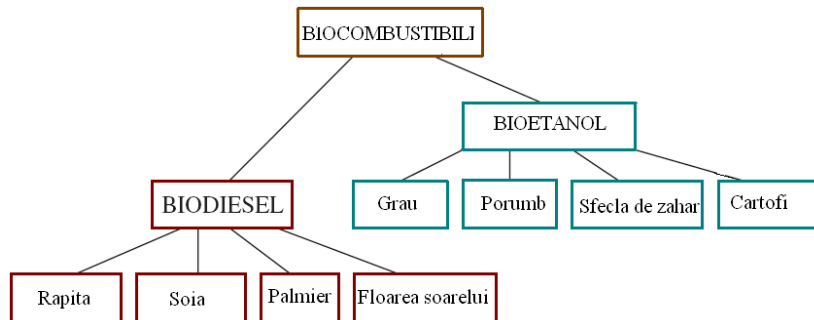 BIOCOMBUSTIBILI
BIOETANOL
Grau
Porumb
Sfecla de zahar
Cartofi
BIODIESEL
Rapita
Soia
Palmier
Floarea soarelui